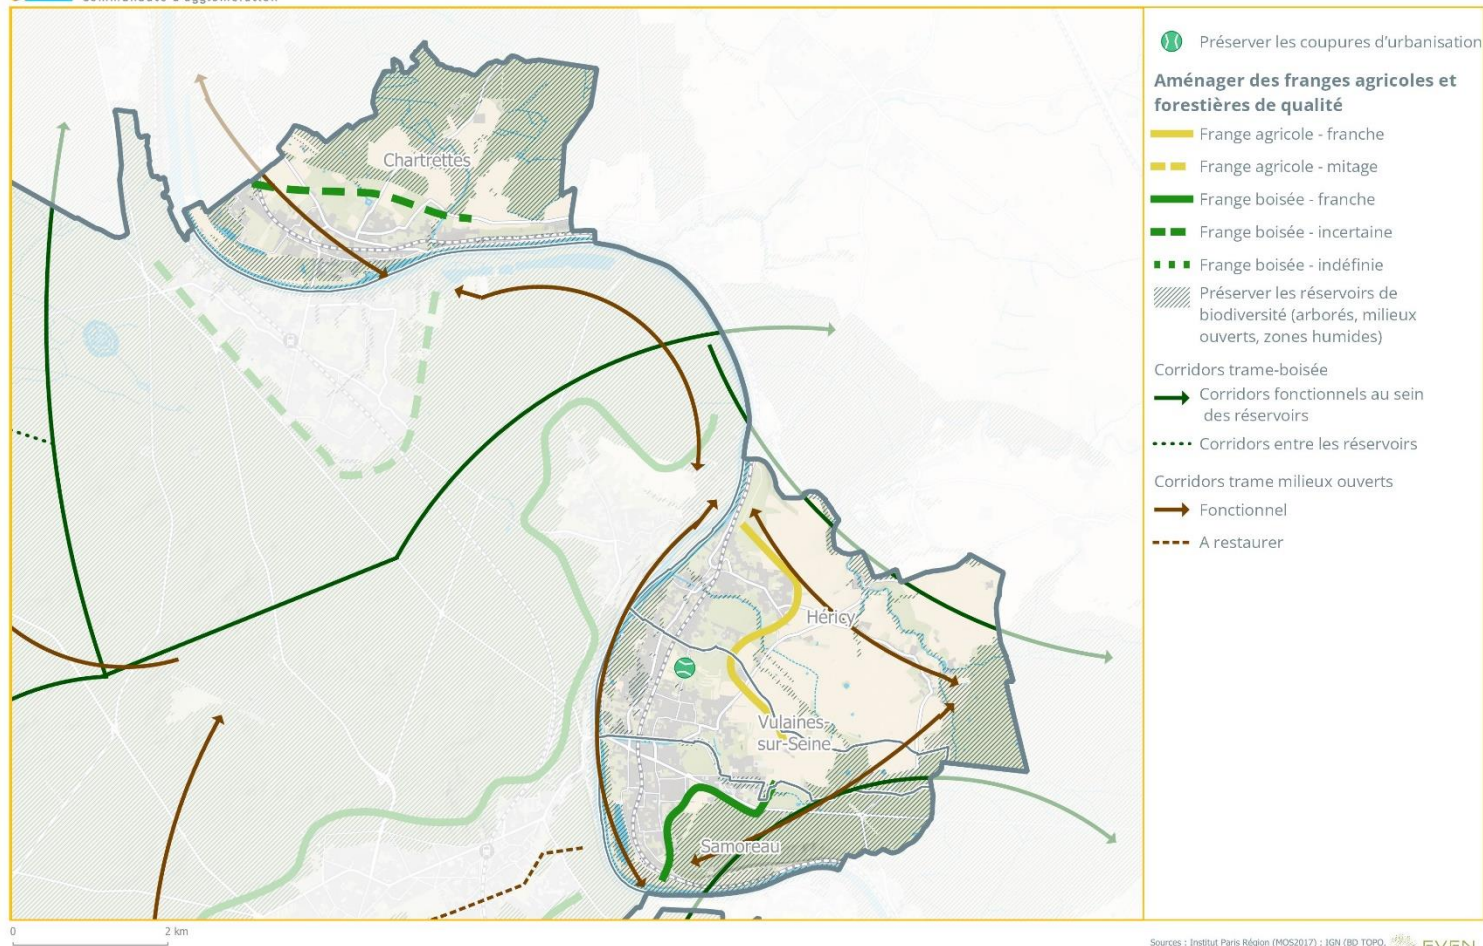 Préserver les coupures d'urbanisation
Aménager des franges agricoles et
forestières de qualité
Frange agricole - franche
Frange agricole - mitage
Frange boisée - franche
Frange boisée - incertaine
Frange boisée - indéfinie
Préserver les réservoirs de
biodiversité (arborés, milieux
ouverts, zones humides)
Corridors trame-boisée
Corridors fonctionnels au sein
des réservoirs
Corridors entre les réservoirs
Corridors trame milieux ouverts
Fonctionnel
A restaurer
Chartrettes
Héricy
Vulaines-
sur-Seine
Samoreau
0 2 km
Sources : Institut Paris Région (MOS2017) ; IGN (BD TOPO,